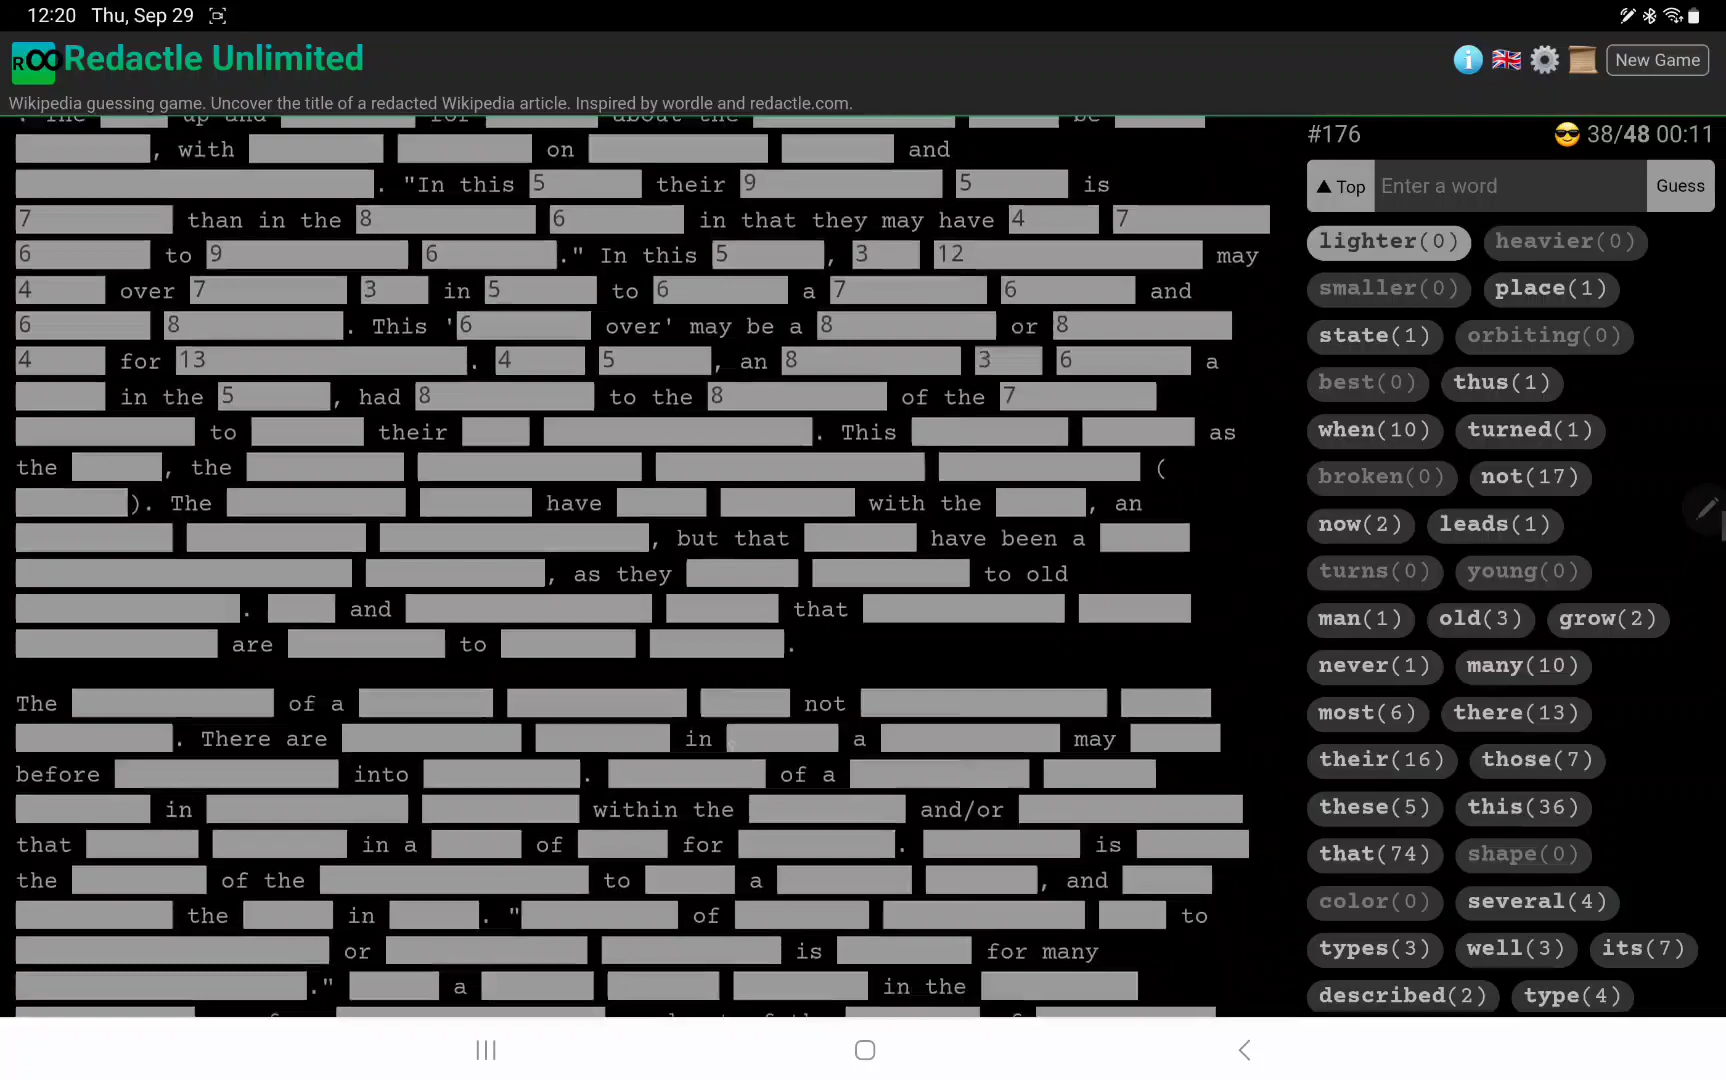 12:20 Thu, Sep 29
R∞ Redactle Unlimited
New Game
Wikipedia guessing game. Uncover the title of a redacted Wikipedia article. Inspired by wordle and redactle.com.
. The up and for about the be
, with on and
. "In this 5 their 9 5 is
7 than in the 8 6 in that they may have 4 7
6 to 9 6 ." In this 5 , 3 12 may
4 over 7 3 in 5 to 6 a 7 6 and
6 8 . This '6 over' may be a 8 or 8
4 for 13 . 4 5 , an 8 3 6 a
in the 5 , had 8 to the 8 of the 7
to their . This as
the , the (
). The have with the , an
, but that have been a
, as they to old
. and that
are to .
The of a not
. There are in a may
before into . of a
in within the and/or
that in a of for . is
the of the to a , and
the in . " of to
or is for many
." a in the
#176 38/48 00:11
▲ Top Enter a word Guess
lighter(0) heavier(0)
smaller(0) place(1)
state(1) orbiting(0)
best(0) thus(1)
when(10) turned(1)
broken(0) not(17)
now(2) leads(1)
turns(0) young(0)
man(1) old(3) grow(2)
never(1) many(10)
most(6) there(13)
their(16) those(7)
these(5) this(36)
that(74) shape(0)
color(0) several(4)
types(3) well(3) its(7)
described(2) type(4)